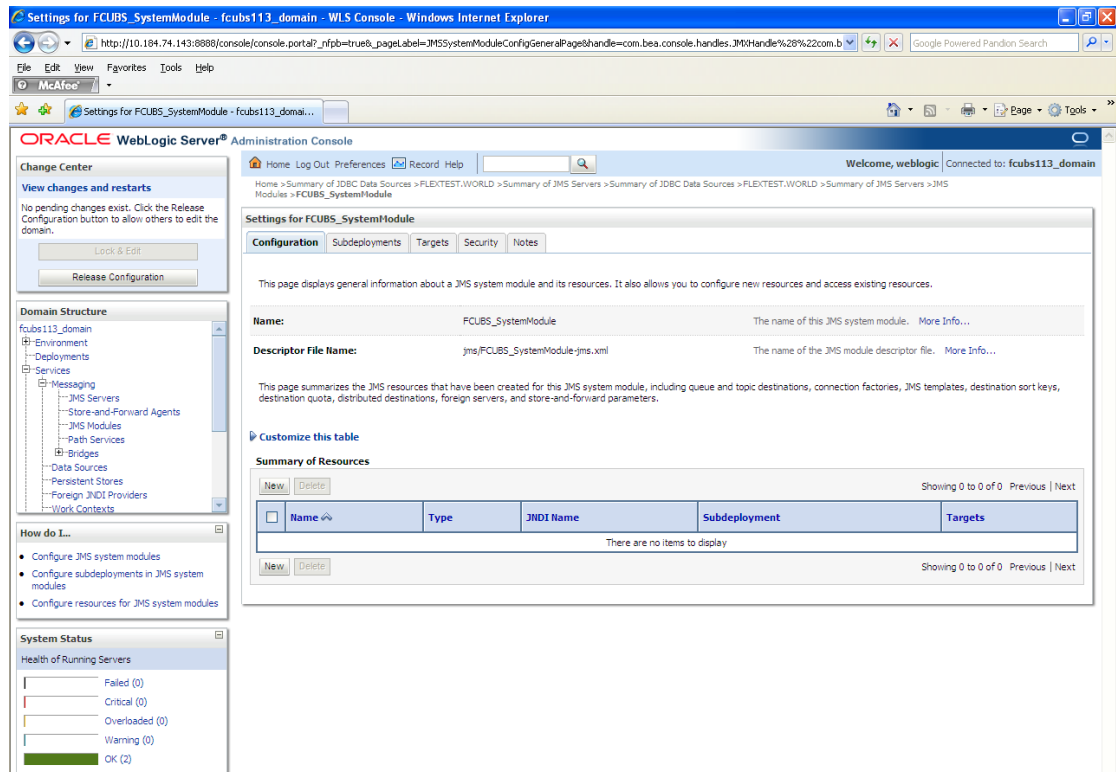 Settings for FCUBS_SystemModule - fcubs113_domain - WLS Console - Windows Internet Explorer
http://10.184.74.143:8888/console/console.portal?_nfpb=true&_pageLabel=JMSSystemModuleConfigGeneralPage&handle=com.bea.console.handles.JMXHandle%28%22com.b
Google Powered Pandion Search
File Edit View Favorites Tools Help
McAfee
Settings for FCUBS_SystemModule - fcubs113_domai...
Page Tools
ORACLE WebLogic Server® Administration Console
Change Center
View changes and restarts
No pending changes exist. Click the Release
Configuration button to allow others to edit the
domain.
Lock & Edit
Release Configuration
Domain Structure
fcubs113_domain
Environment
Deployments
Services
Messaging
JMS Servers
Store-and-Forward Agents
JMS Modules
Path Services
Bridges
Data Sources
Persistent Stores
Foreign JNDI Providers
Work Contexts
How do I...
Configure JMS system modules
Configure subdeployments in JMS system
modules
Configure resources for JMS system modules
System Status
Health of Running Servers
Failed (0)
Critical (0)
Overloaded (0)
Warning (0)
OK (2)
Home Log Out Preferences Record Help
Welcome, weblogic Connected to: fcubs113_domain
Home >Summary of JDBC Data Sources >FLEXTEST.WORLD >Summary of JMS Servers >Summary of JDBC Data Sources >FLEXTEST.WORLD >Summary of JMS Servers >JMS
Modules >FCUBS_SystemModule
Settings for FCUBS_SystemModule
Configuration Subdeployments Targets Security Notes
This page displays general information about a JMS system module and its resources. It also allows you to configure new resources and access existing resources.
Name: FCUBS_SystemModule The name of this JMS system module. More Info...
Descriptor File Name: jms/FCUBS_SystemModule-jms.xml The name of the JMS module descriptor file. More Info...
This page summarizes the JMS resources that have been created for this JMS system module, including queue and topic destinations, connection factories, JMS templates, destination sort keys,
destination quota, distributed destinations, foreign servers, and store-and-forward parameters.
Customize this table
Summary of Resources
New Delete Showing 0 to 0 of 0 Previous | Next
Name Type JNDI Name Subdeployment Targets
There are no items to display
New Delete Showing 0 to 0 of 0 Previous | Next